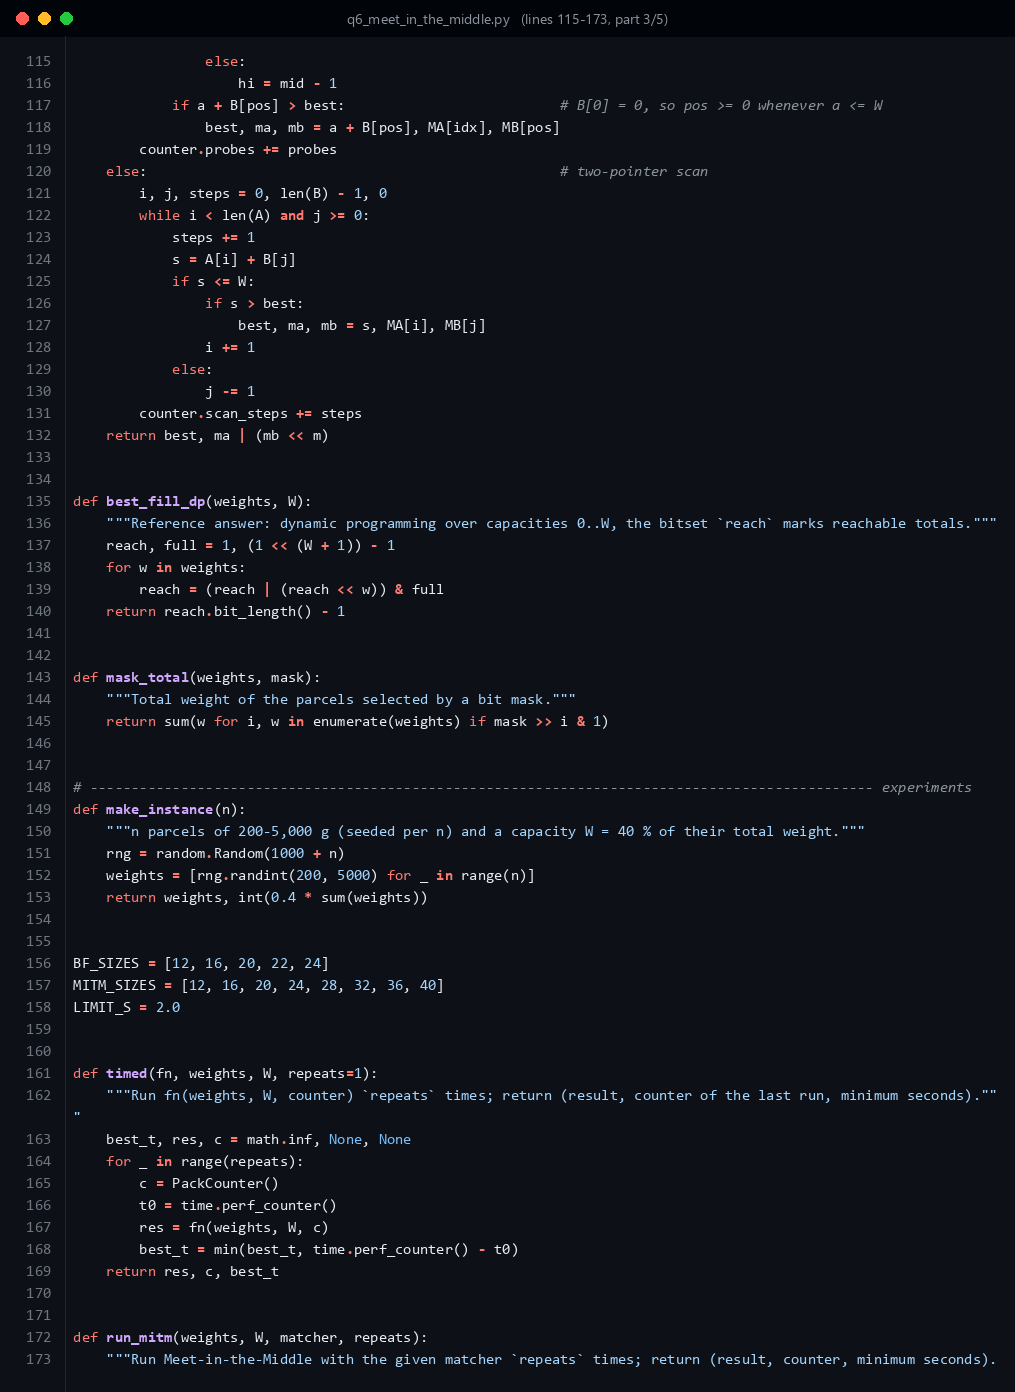 q6_meet_in_the_middle.py   (lines 115-173, part 3/5)
115                else:
116                    hi = mid - 1
117            if a + B[pos] > best:                          # B[0] = 0, so pos >= 0 whenever a <= W
118                best, ma, mb = a + B[pos], MA[idx], MB[pos]
119        counter.probes += probes
120    else:                                                  # two-pointer scan
121        i, j, steps = 0, len(B) - 1, 0
122        while i < len(A) and j >= 0:
123            steps += 1
124            s = A[i] + B[j]
125            if s <= W:
126                if s > best:
127                    best, ma, mb = s, MA[i], MB[j]
128                i += 1
129            else:
130                j -= 1
131        counter.scan_steps += steps
132    return best, ma | (mb << m)
133
134
135 def best_fill_dp(weights, W):
136    """Reference answer: dynamic programming over capacities 0..W, the bitset `reach` marks reachable totals."""
137    reach, full = 1, (1 << (W + 1)) - 1
138    for w in weights:
139        reach = (reach | (reach << w)) & full
140    return reach.bit_length() - 1
141
142
143 def mask_total(weights, mask):
144    """Total weight of the parcels selected by a bit mask."""
145    return sum(w for i, w in enumerate(weights) if mask >> i & 1)
146
147
148 # ----------------------------------------------------------------------------------------------- experiments
149 def make_instance(n):
150    """n parcels of 200-5,000 g (seeded per n) and a capacity W = 40 % of their total weight."""
151    rng = random.Random(1000 + n)
152    weights = [rng.randint(200, 5000) for _ in range(n)]
153    return weights, int(0.4 * sum(weights))
154
155
156 BF_SIZES = [12, 16, 20, 22, 24]
157 MITM_SIZES = [12, 16, 20, 24, 28, 32, 36, 40]
158 LIMIT_S = 2.0
159
160
161 def timed(fn, weights, W, repeats=1):
162    """Run fn(weights, W, counter) `repeats` times; return (result, counter of the last run, minimum seconds).""
"
163    best_t, res, c = math.inf, None, None
164    for _ in range(repeats):
165        c = PackCounter()
166        t0 = time.perf_counter()
167        res = fn(weights, W, c)
168        best_t = min(best_t, time.perf_counter() - t0)
169    return res, c, best_t
170
171
172 def run_mitm(weights, W, matcher, repeats):
173    """Run Meet-in-the-Middle with the given matcher `repeats` times; return (result, counter, minimum seconds).